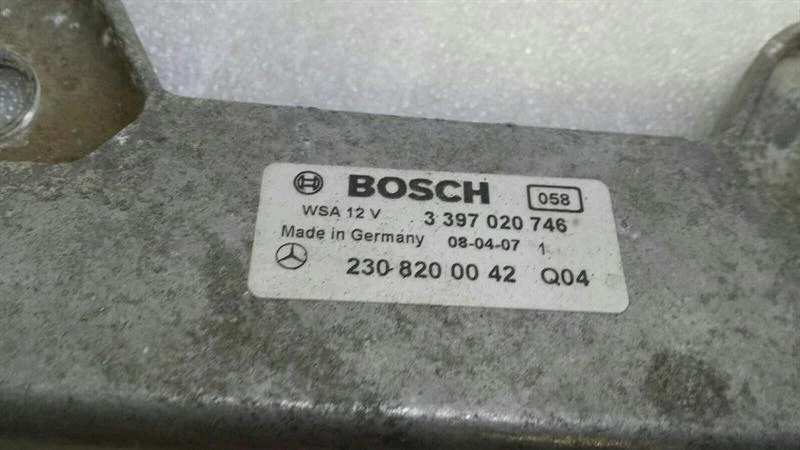 BOSCH 058
WSA 12 V 3 397 020 746
Made in Germany 08-04-07 1
230 820 00 42 Q04